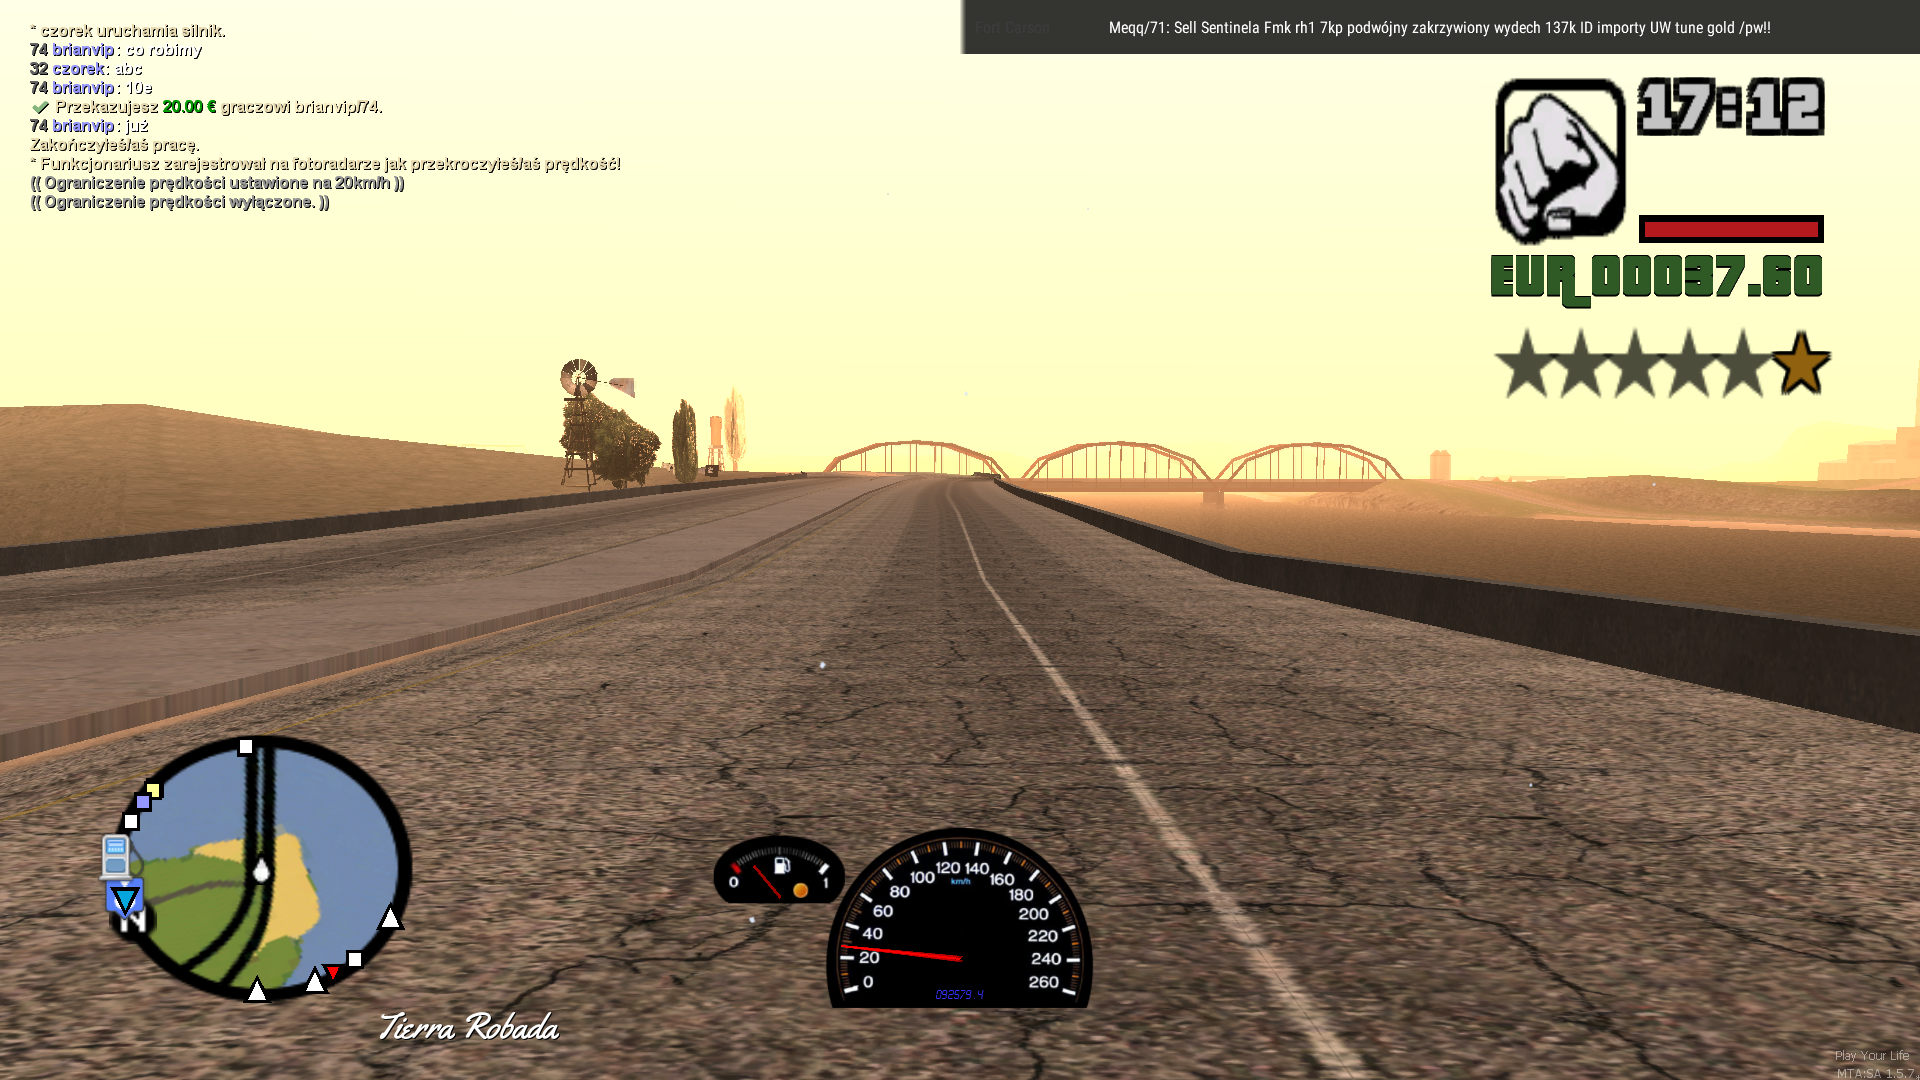 * czorek uruchamia silnik.
74 brianvip: co robimy
32 czorek: abc
74 brianvip: 10e
Przekazujesz 20.00 € graczowi brianvip/74.
74 brianvip: już
Zakończyłeś/aś pracę.
* Funkcjonariusz zarejestrował na fotoradarze jak przekroczyłeś/aś prędkość!
(( Ograniczenie prędkości ustawione na 20km/h ))
(( Ograniczenie prędkości wyłączone. ))
Fort Carson
Meqq/71: Sell Sentinela Fmk rh1 7kp podwójny zakrzywiony wydech 137k ID importy UW tune gold /pw!!
17:12
EUR_00037.60
N
0 1
0 20 40 60 80 100 120 140 160 180 200 220 240 260
km/h
092579.4
Tierra Robada
Play Your Life
MTA:SA 1.5.7